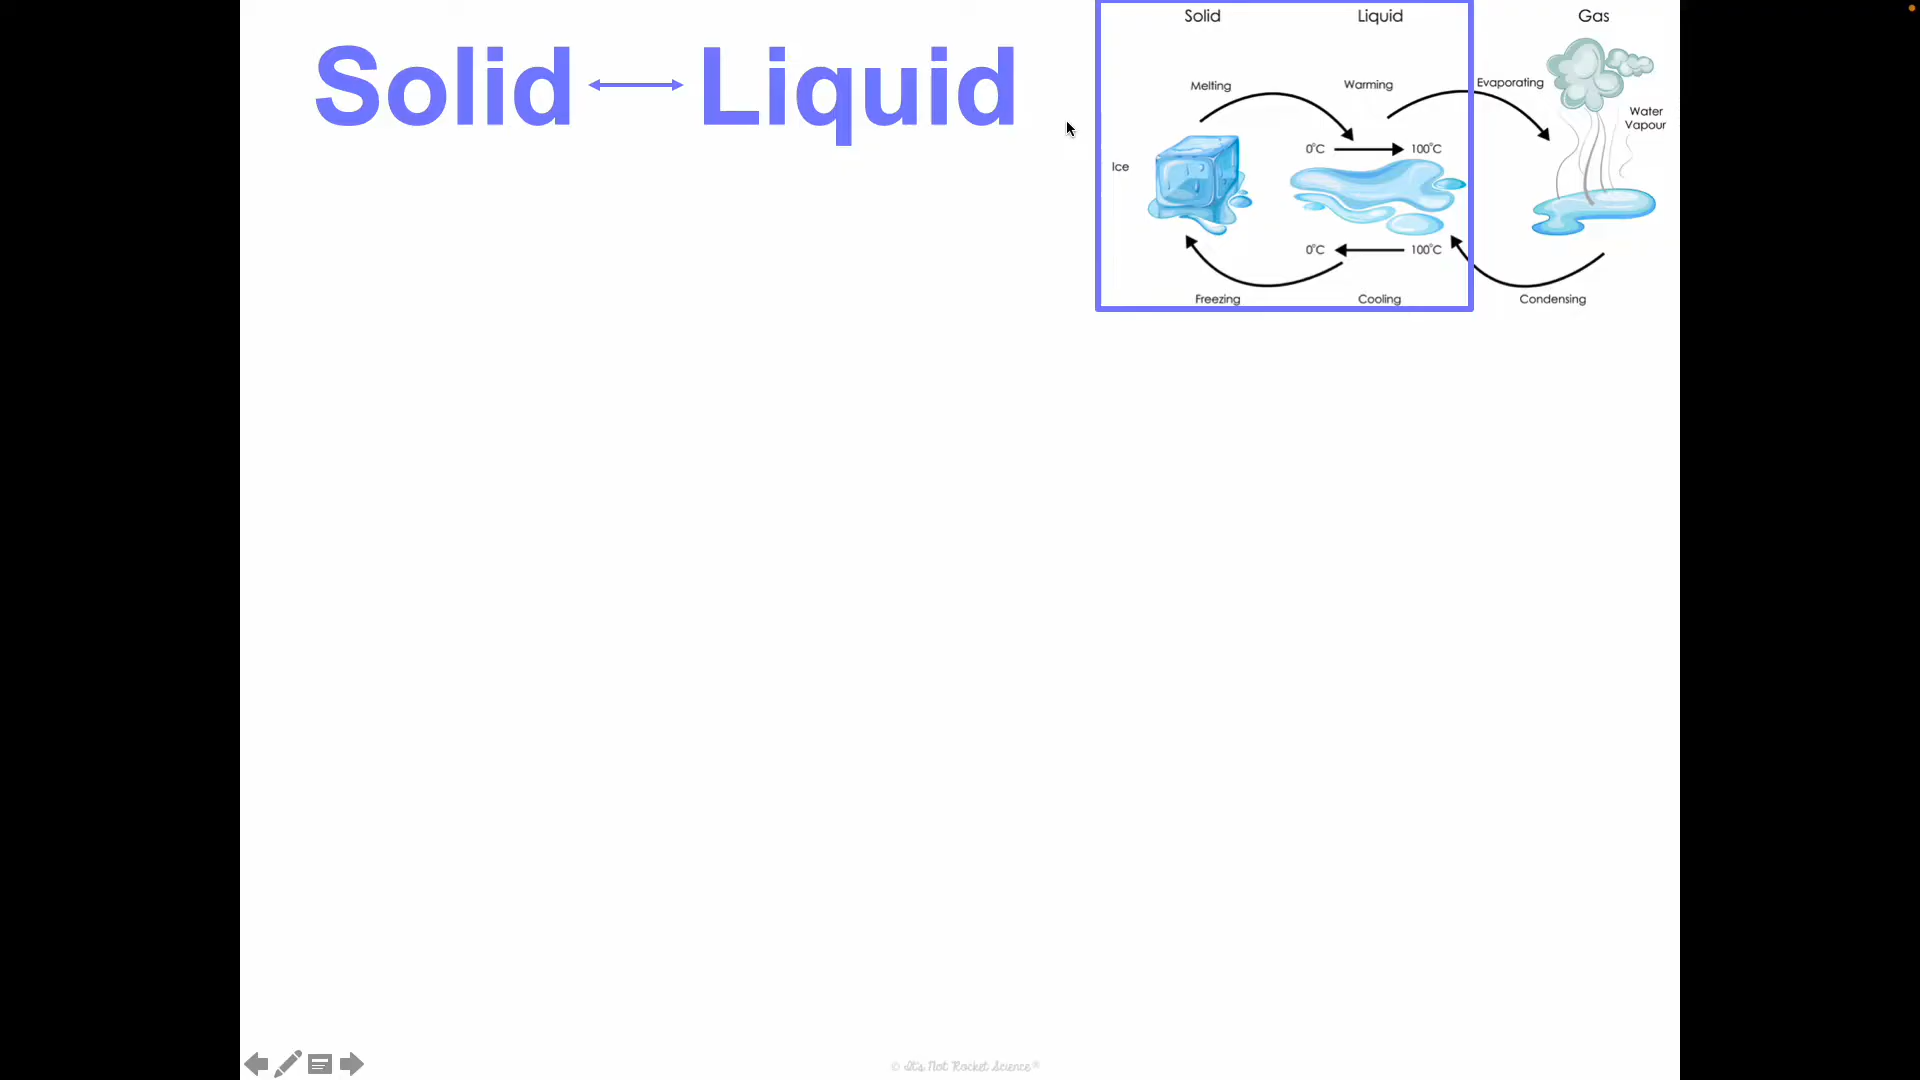 Solid Liquid
Solid Liquid Gas
Melting Warming Evaporating
Water
Vapour
0°C 100°C
Ice
0°C 100°C
Freezing Cooling Condensing
© It's Not Rocket Science®